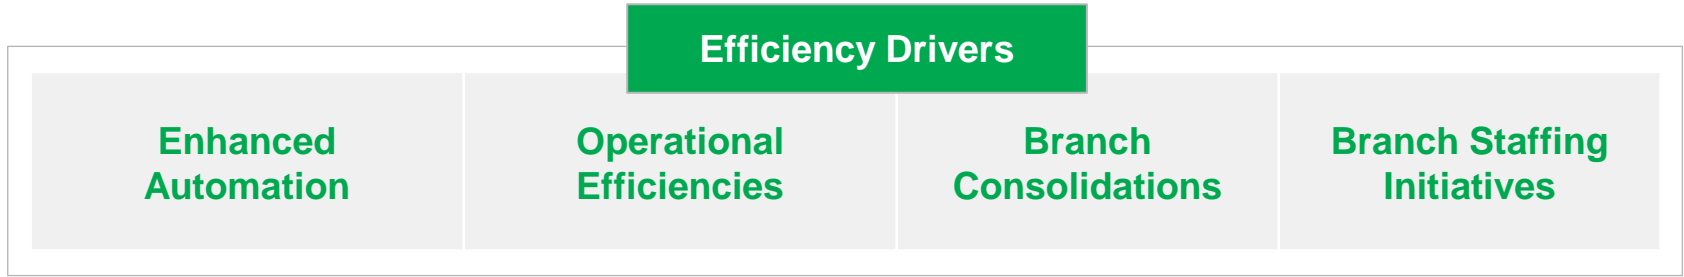 Efficiency Drivers
Enhanced
Automation
Operational
Efficiencies
Branch
Consolidations
Branch Staffing
Initiatives